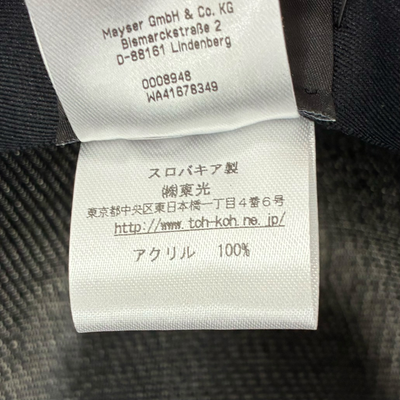 Mayser GmbH & Co. KG
Bismarckstraße 2
D-88161 Lindenberg
0008948
WA41678349
スロバキア製
㈱東光
東京都中央区東日本橋一丁目4番6号
http://www.toh-koh.ne.jp/
アクリル 100%